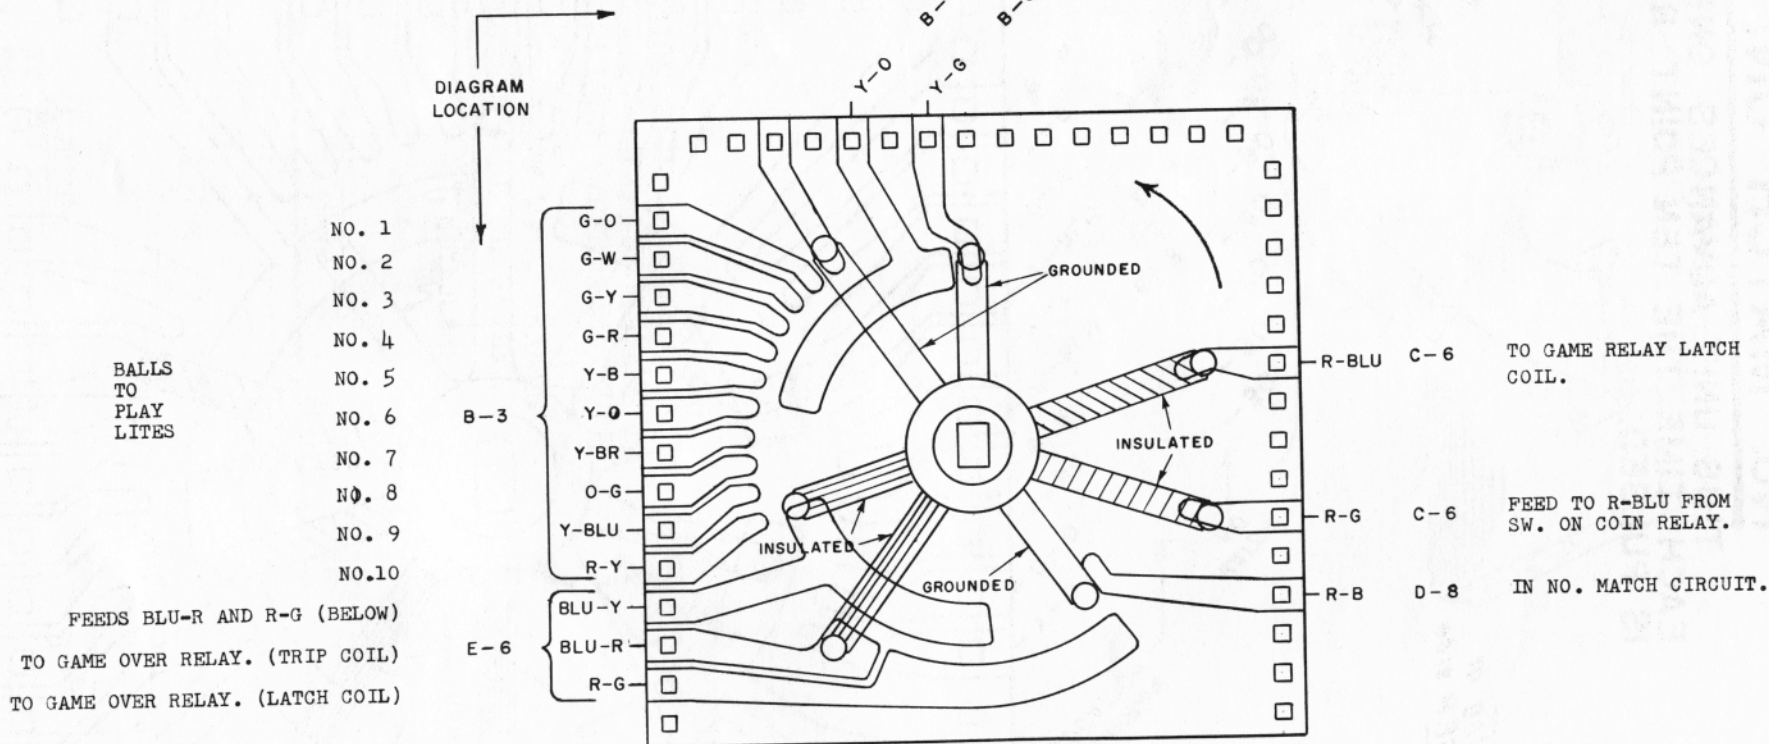 B-
B-
Y-O
Y-G
DIAGRAM
LOCATION
NO. 1
NO. 2
NO. 3
NO. 4
NO. 5
NO. 6
NO. 7
NO. 8
NO. 9
NO.10
BALLS
TO
PLAY
LITES
B-3
G-O
G-W
G-Y
G-R
Y-B
Y-O
Y-BR
O-G
Y-BLU
R-Y
BLU-Y
BLU-R
R-G
E-6
FEEDS BLU-R AND R-G (BELOW)
TO GAME OVER RELAY. (TRIP COIL)
TO GAME OVER RELAY. (LATCH COIL)
GROUNDED
INSULATED
INSULATED
GROUNDED
R-BLU C-6 TO GAME RELAY LATCH
COIL.
R-G C-6 FEED TO R-BLU FROM
SW. ON COIN RELAY.
R-B D-8 IN NO. MATCH CIRCUIT.